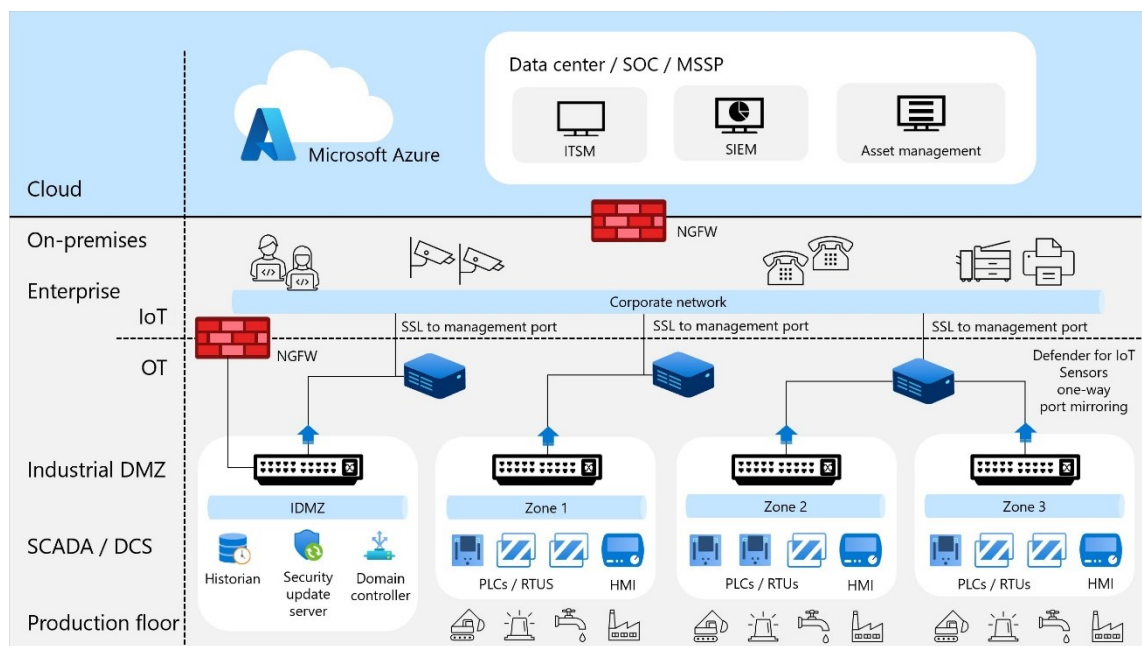 Data center / SOC / MSSP
ITSM
SIEM
Asset management
Microsoft Azure
Cloud
NGFW
On-premises
Enterprise
Corporate network
IoT
SSL to management port
SSL to management port
SSL to management port
NGFW
OT
Defender for IoT
Sensors
one-way
port mirroring
Industrial DMZ
IDMZ
Zone 1
Zone 2
Zone 3
SCADA / DCS
Historian
Security
update
server
Domain
controller
PLCs / RTUS
HMI
PLCs / RTUs
HMI
PLCs / RTUs
HMI
Production floor